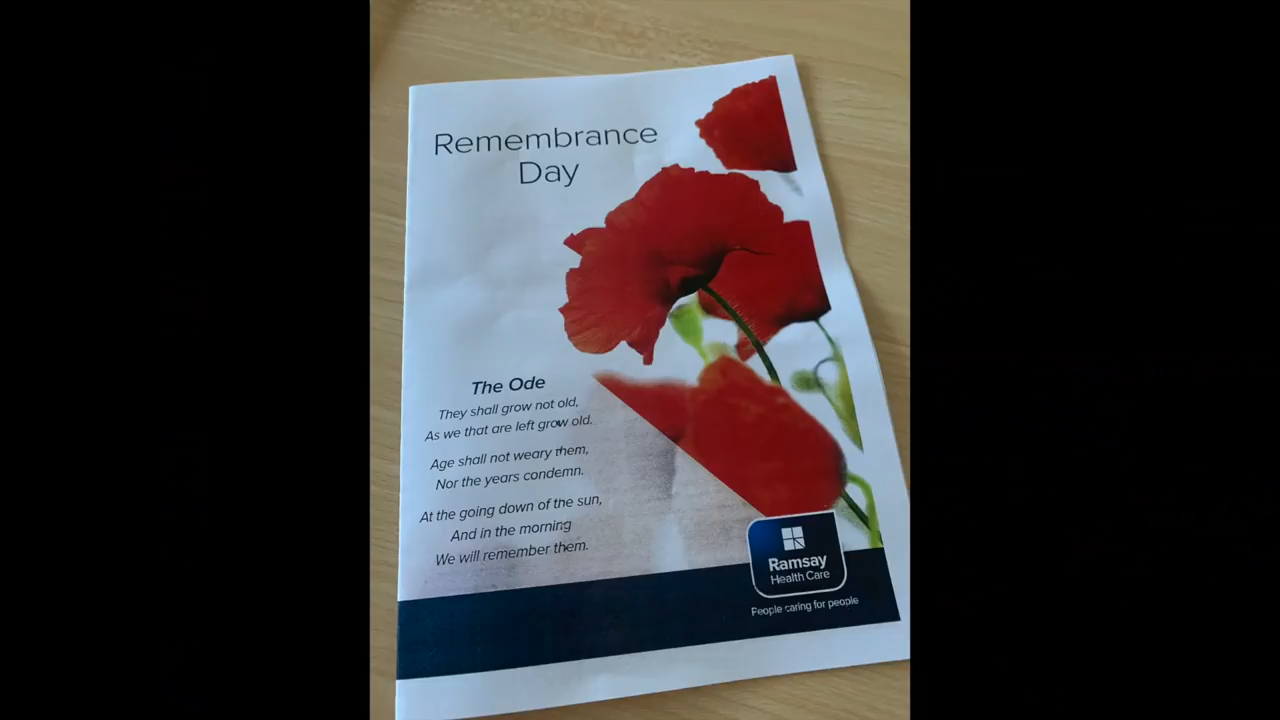 Remembrance
Day
The Ode
They shall grow not old,
As we that are left grow old.
Age shall not weary them,
Nor the years condemn.
At the going down of the sun,
And in the morning
We will remember them.
Ramsay
Health Care
People caring for people